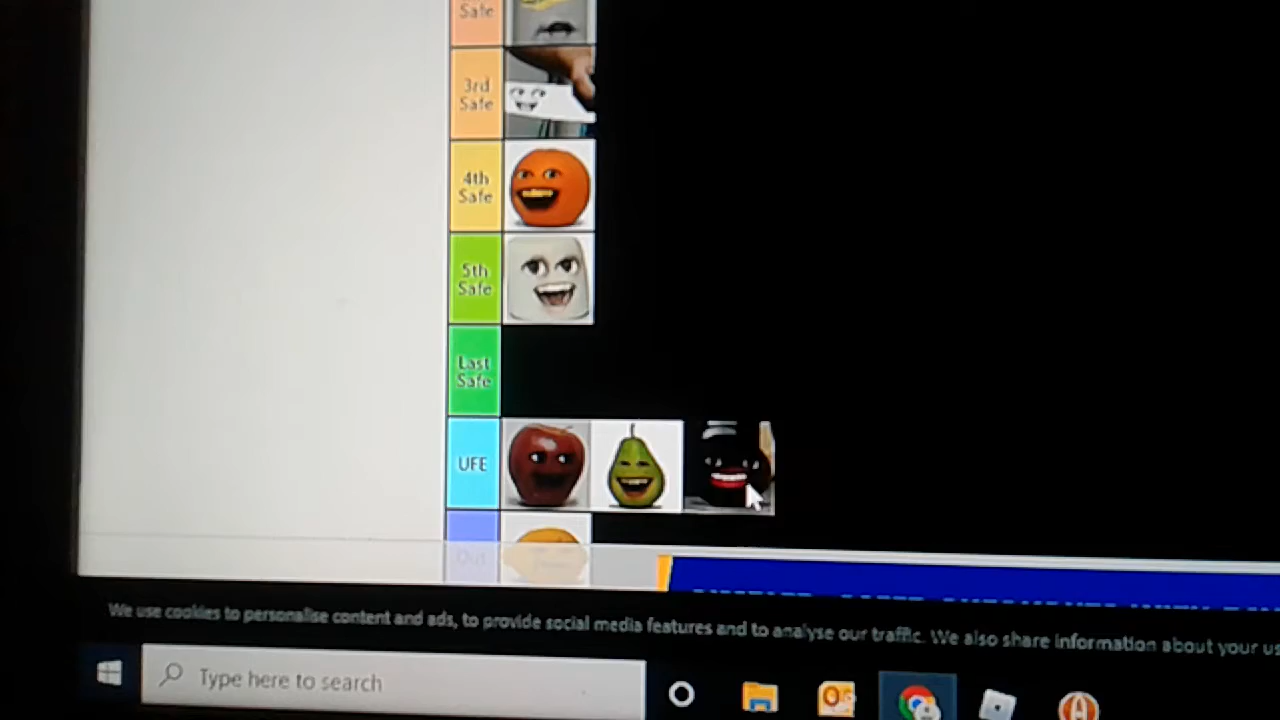 Safe
3rd
Safe
4th
Safe
5th
Safe
Last
Safe
UFE
Out
We use cookies to personalise content and ads, to provide social media features and to analyse our traffic. We also share information about your us
Type here to search